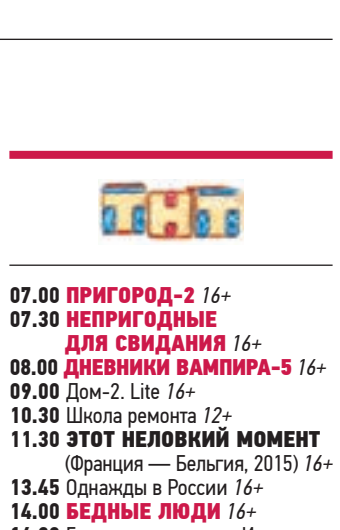 ТНТ
07.00 ПРИГОРОД-2 16+
07.30 НЕПРИГОДНЫЕ
ДЛЯ СВИДАНИЯ 16+
08.00 ДНЕВНИКИ ВАМПИРА-5 16+
09.00 Дом-2. Lite 16+
10.30 Школа ремонта 12+
11.30 ЭТОТ НЕЛОВКИЙ МОМЕНТ
(Франция — Бельгия, 2015) 16+
13.45 Однажды в России 16+
14.00 БЕДНЫЕ ЛЮДИ 16+